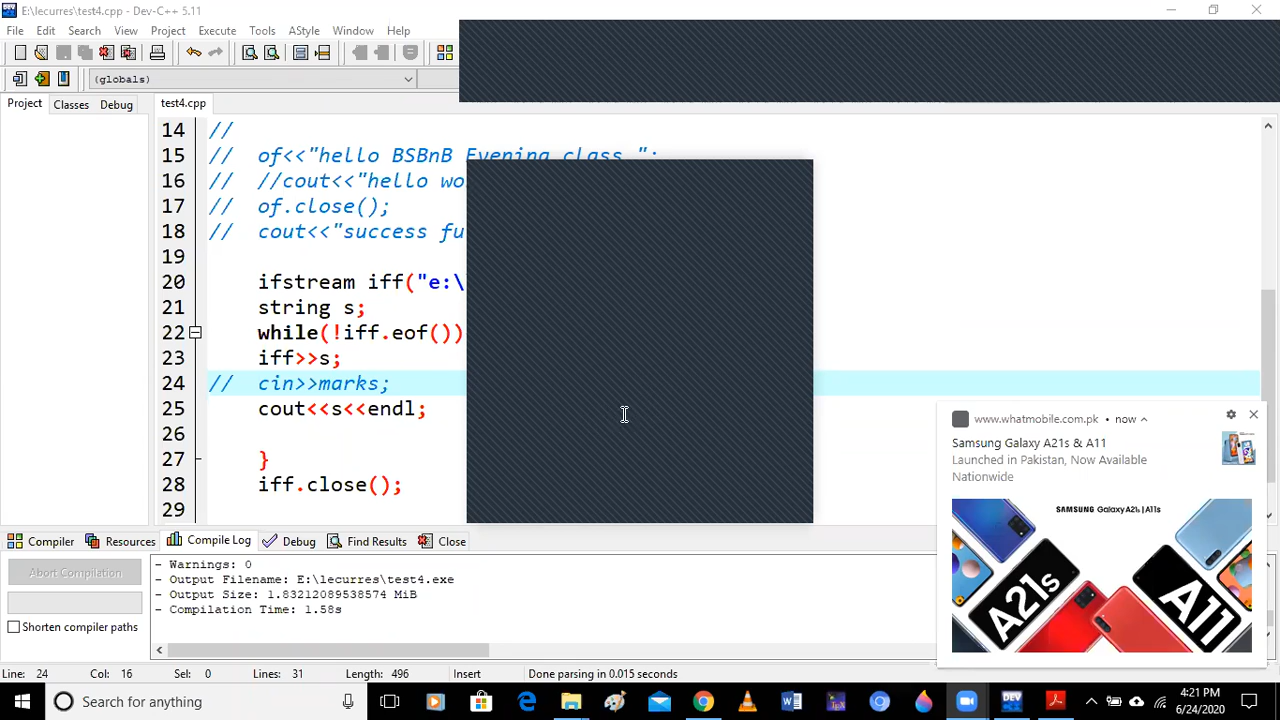 E:\lecurres\test4.cpp - Dev-C++ 5.11
File Edit Search View Project Execute Tools AStyle Window Help
(globals)
Project Classes Debug
test4.cpp
14 //
15 // of<<"hello BSBnB Evening class ";
16 // //cout<<"hello wo
17 // of.close();
18 // cout<<"success fu
19
20 ifstream iff("e:\
21 string s;
22 while(!iff.eof())
23 iff>>s;
24 // cin>>marks;
25 cout<<s<<endl;
26
27 }
28 iff.close();
29
www.whatmobile.com.pk • now
Samsung Galaxy A21s & A11
Launched in Pakistan, Now Available
Nationwide
SAMSUNG Galaxy A21s | A11s
A21s
A11
Compiler Resources Compile Log Debug Find Results Close
Abort Compilation
Shorten compiler paths
- Warnings: 0
- Output Filename: E:\lecurres\test4.exe
- Output Size: 1.83212089538574 MiB
- Compilation Time: 1.58s
Line: 24 Col: 16 Sel: 0 Lines: 31 Length: 496 Insert Done parsing in 0.015 seconds
Search for anything
DEV
4:21 PM
6/24/2020